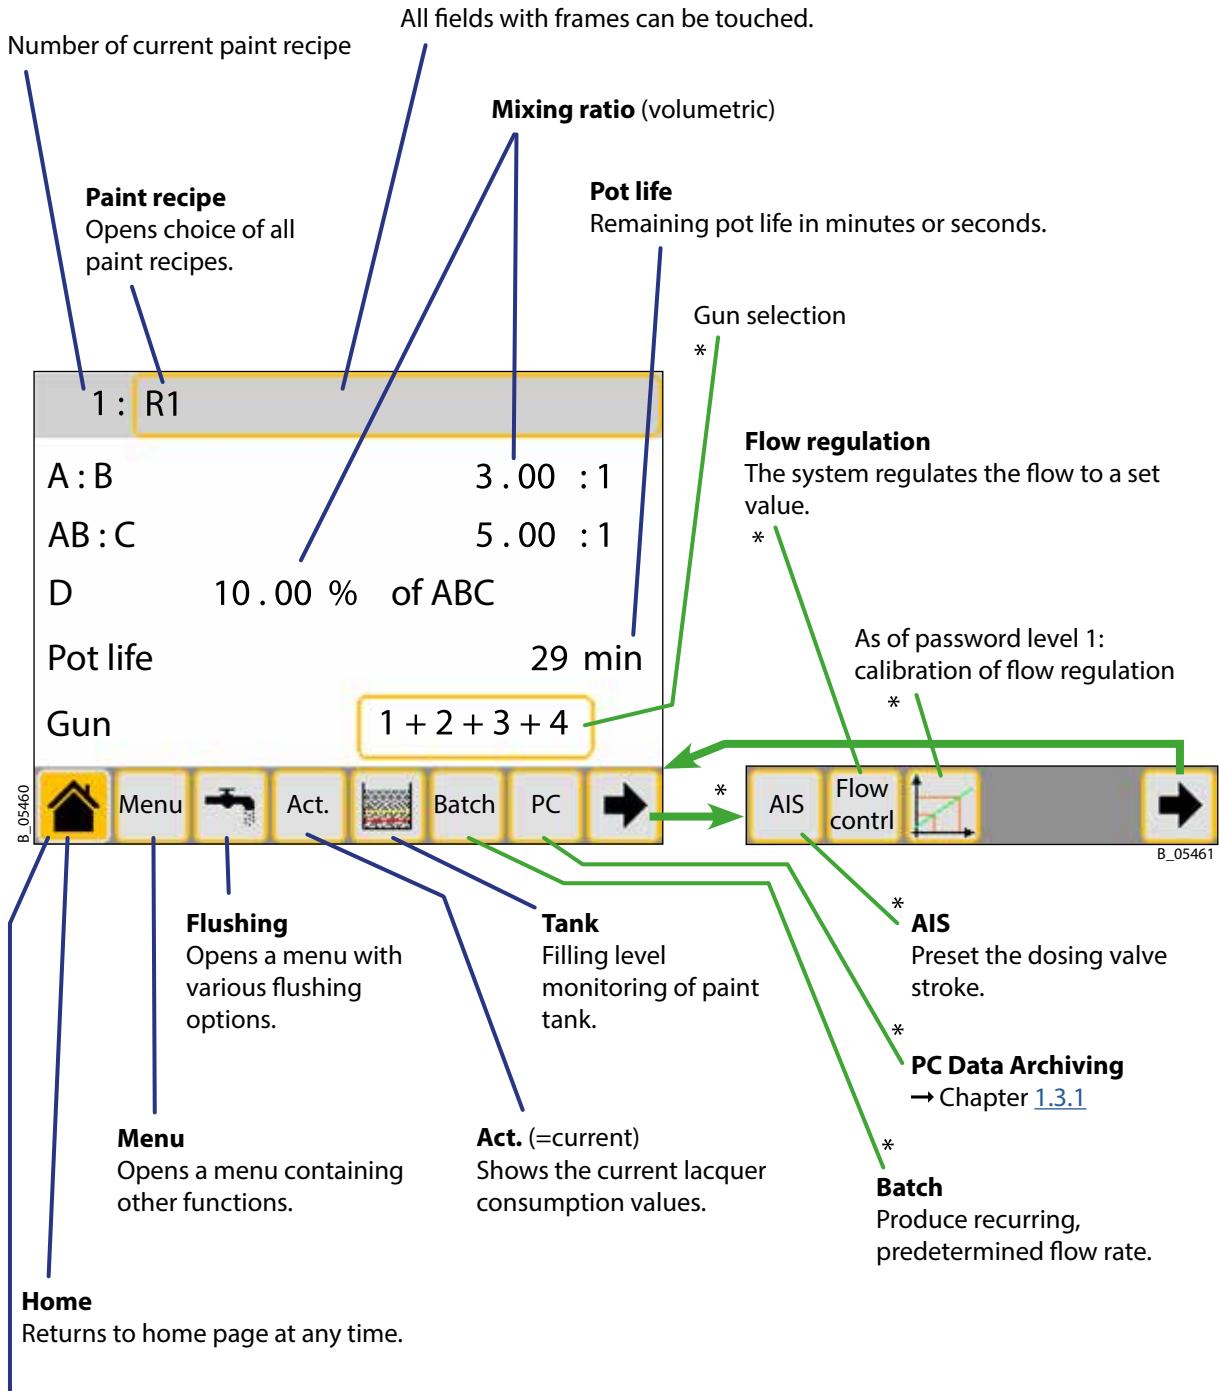 All fields with frames can be touched.
Number of current paint recipe
Mixing ratio (volumetric)
Paint recipe
Opens choice of all
paint recipes.
Pot life
Remaining pot life in minutes or seconds.
Gun selection
*
1 : R1
A : B 3.00 : 1
AB : C 5.00 : 1
D 10.00 % of ABC
Pot life 29 min
Gun 1 + 2 + 3 + 4
Flow regulation
The system regulates the flow to a set
value.
*
As of password level 1:
calibration of flow regulation
*
B_05460
Menu Act. Batch PC
*
AIS Flow
contrl
B_05461
Flushing
Opens a menu with
various flushing
options.
Tank
Filling level
monitoring of paint
tank.
*
AIS
Preset the dosing valve
stroke.
*
PC Data Archiving
→ Chapter 1.3.1
Menu
Opens a menu containing
other functions.
Act. (=current)
Shows the current lacquer
consumption values.
*
Batch
Produce recurring,
predetermined flow rate.
Home
Returns to home page at any time.